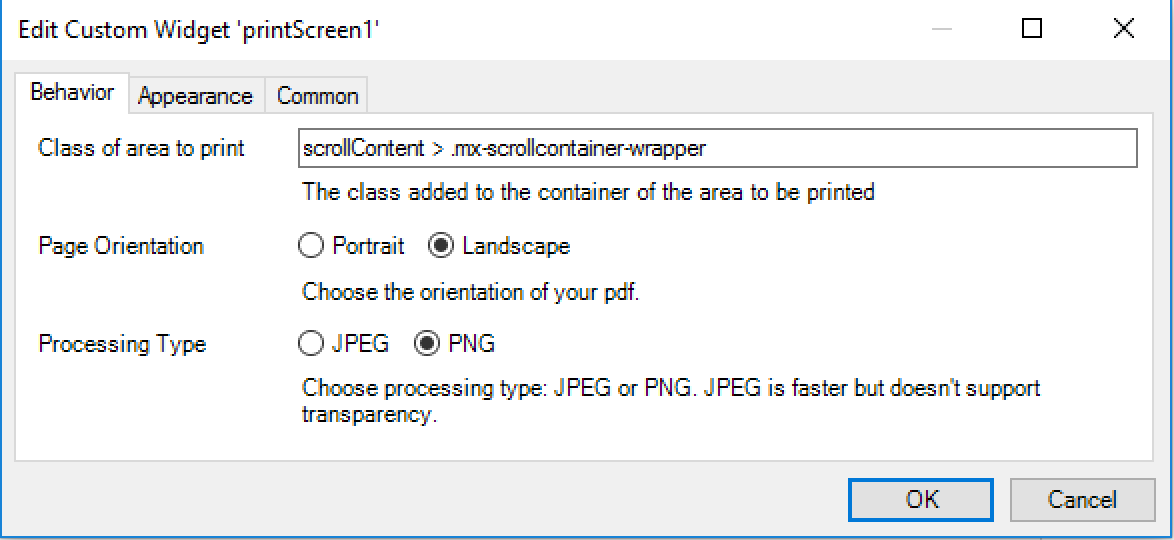 Edit Custom Widget 'printScreen1'
Behavior Appearance Common
Class of area to print scrollContent > .mx-scrollcontainer-wrapper
The class added to the container of the area to be printed
Page Orientation Portrait Landscape
Choose the orientation of your pdf.
Processing Type JPEG PNG
Choose processing type: JPEG or PNG. JPEG is faster but doesn't support
transparency.
OK Cancel